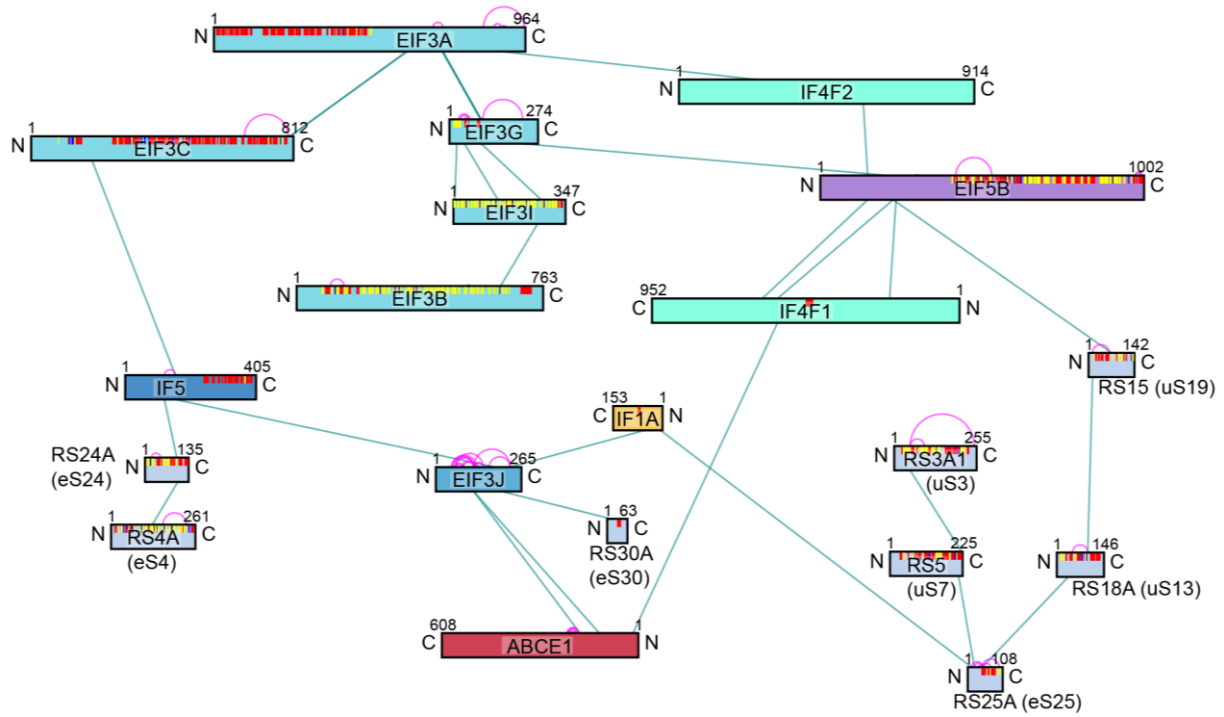 1 964
N EIF3A C
1 914
N IF4F2 C
1 812
N EIF3C C
1 274
N EIF3G C
1 1002
N EIF5B C
1 347
N EIF3I C
1 763
N EIF3B C
952 1
C IF4F1 N
1 142
N C
RS15 (uS19)
1 405
N IF5 C
153 1
C IF1A N
RS24A 1 135
(eS24) N C
1 265
N EIF3J C
1 255
N RS3A1 C
(uS3)
1 261
N RS4A C
(eS4)
1 63
N C
RS30A
(eS30)
1 225
N RS5 C
(uS7)
1 146
N C
RS18A (uS13)
608 1
C ABCE1 N
1 108
N C
RS25A (eS25)